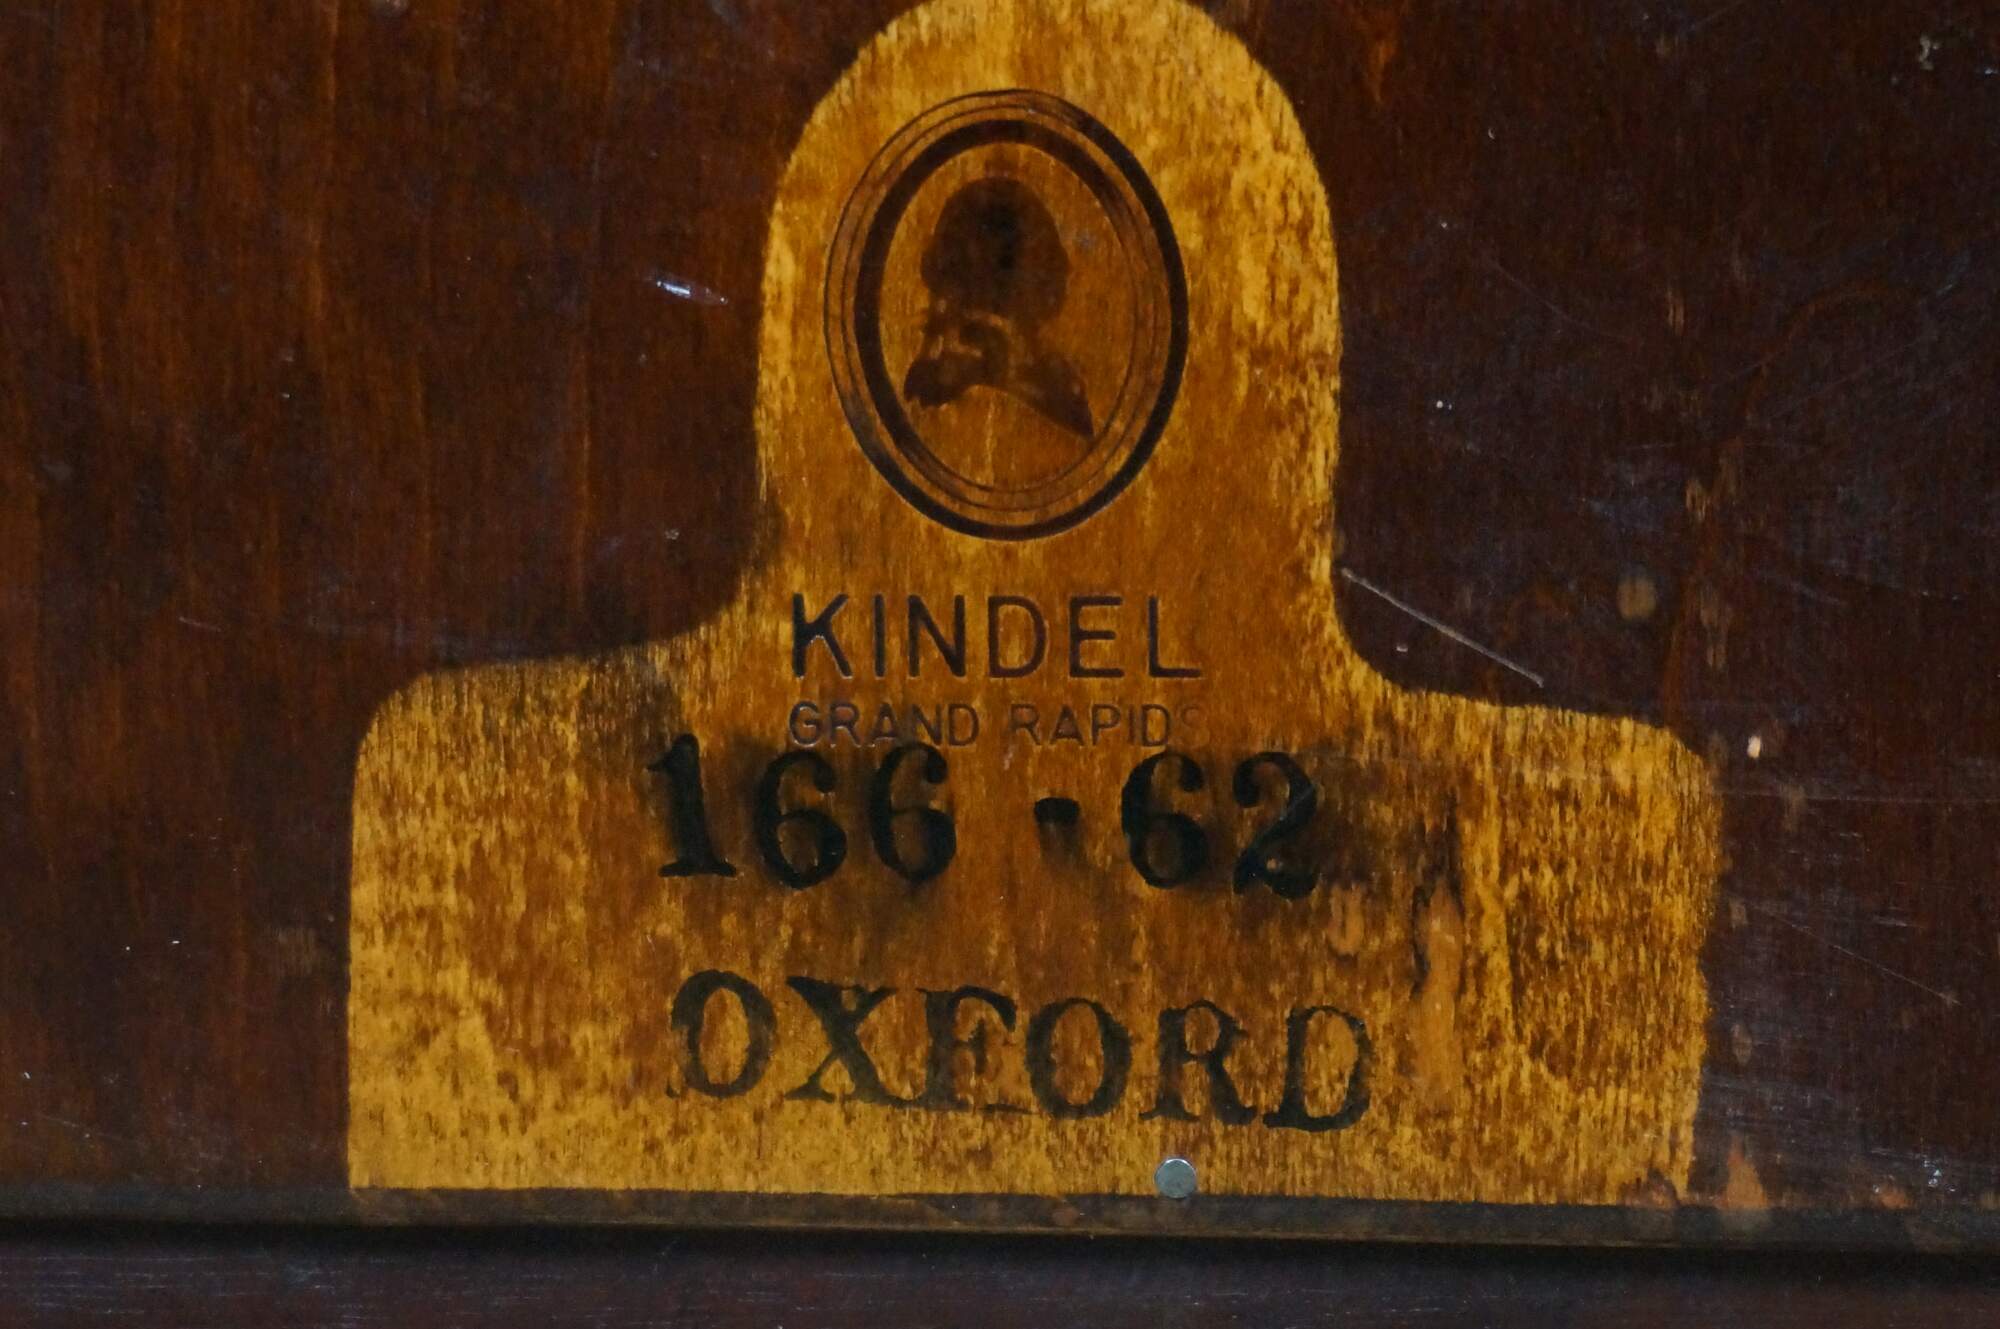 KINDEL
GRAND RAPIDS
166 - 62
OXFORD